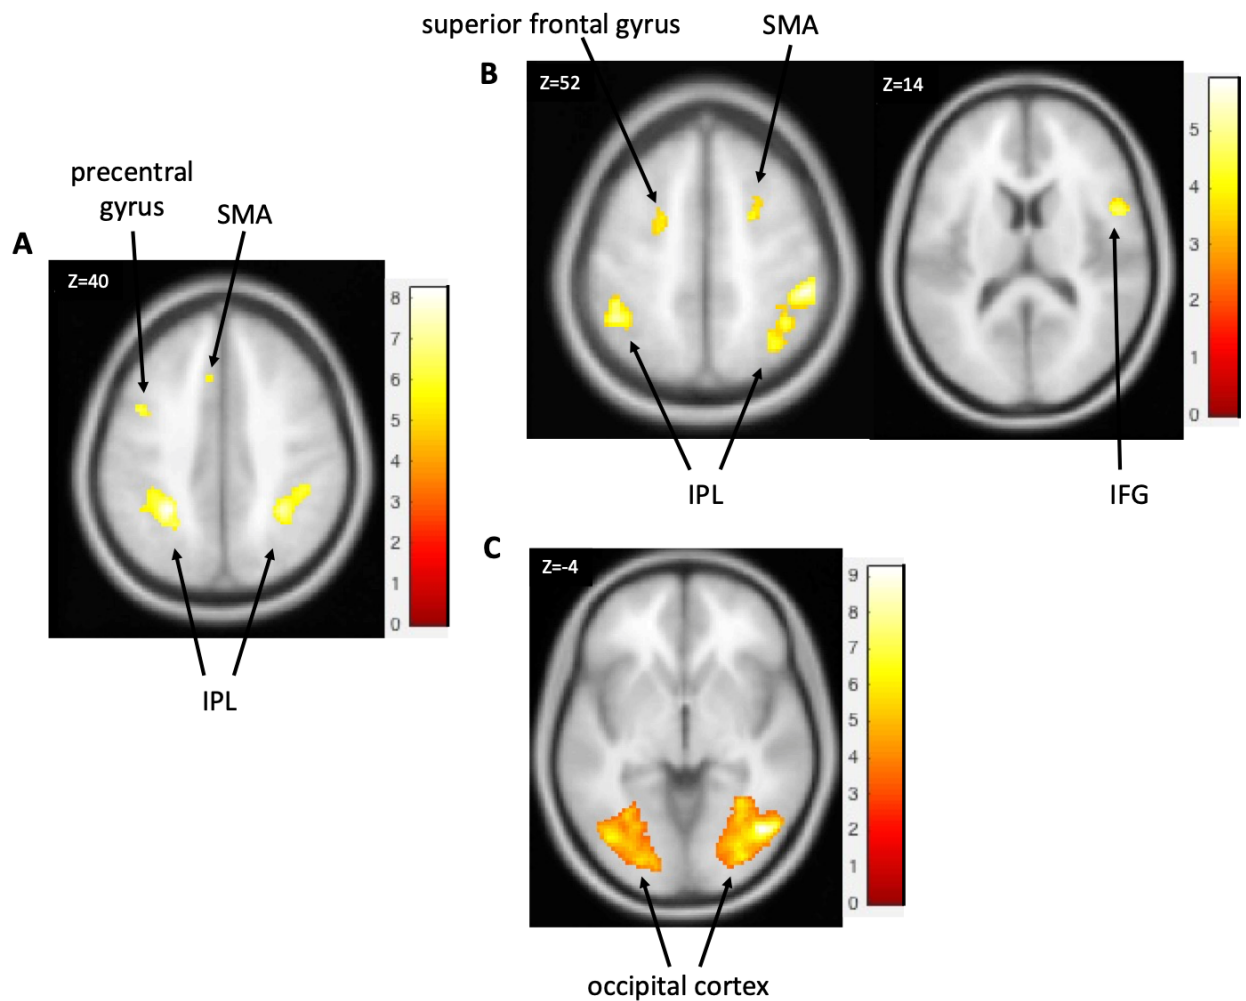 superior frontal gyrus
SMA
B
Z=52
Z=14
5
4
3
2
1
0
IPL
IFG
precentral
gyrus
SMA
A
Z=40
8
7
6
5
4
3
2
1
0
IPL
C
Z=-4
9
8
7
6
5
4
3
2
1
0
occipital cortex